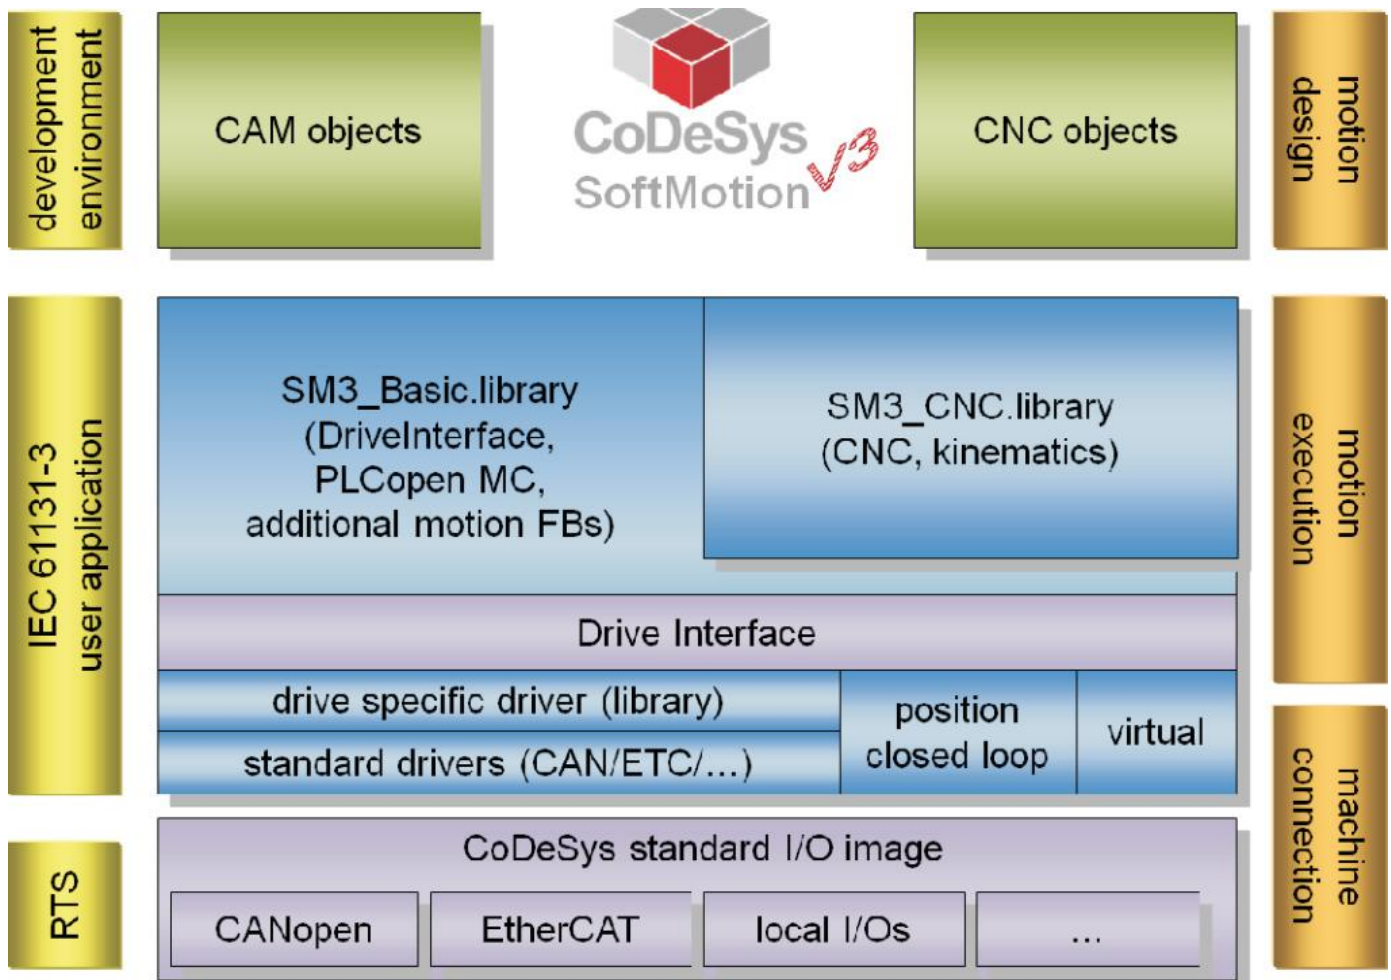 development
environment
CAM objects
CoDeSys
SoftMotion
V3
CNC objects
motion
design
IEC 61131-3
user application
SM3_Basic.library
(DriveInterface,
PLCopen MC,
additional motion FBs)
SM3_CNC.library
(CNC, kinematics)
motion
execution
Drive Interface
drive specific driver (library)
standard drivers (CAN/ETC/...)
position
closed loop
virtual
machine
connection
RTS
CoDeSys standard I/O image
CANopen
EtherCAT
local I/Os
...